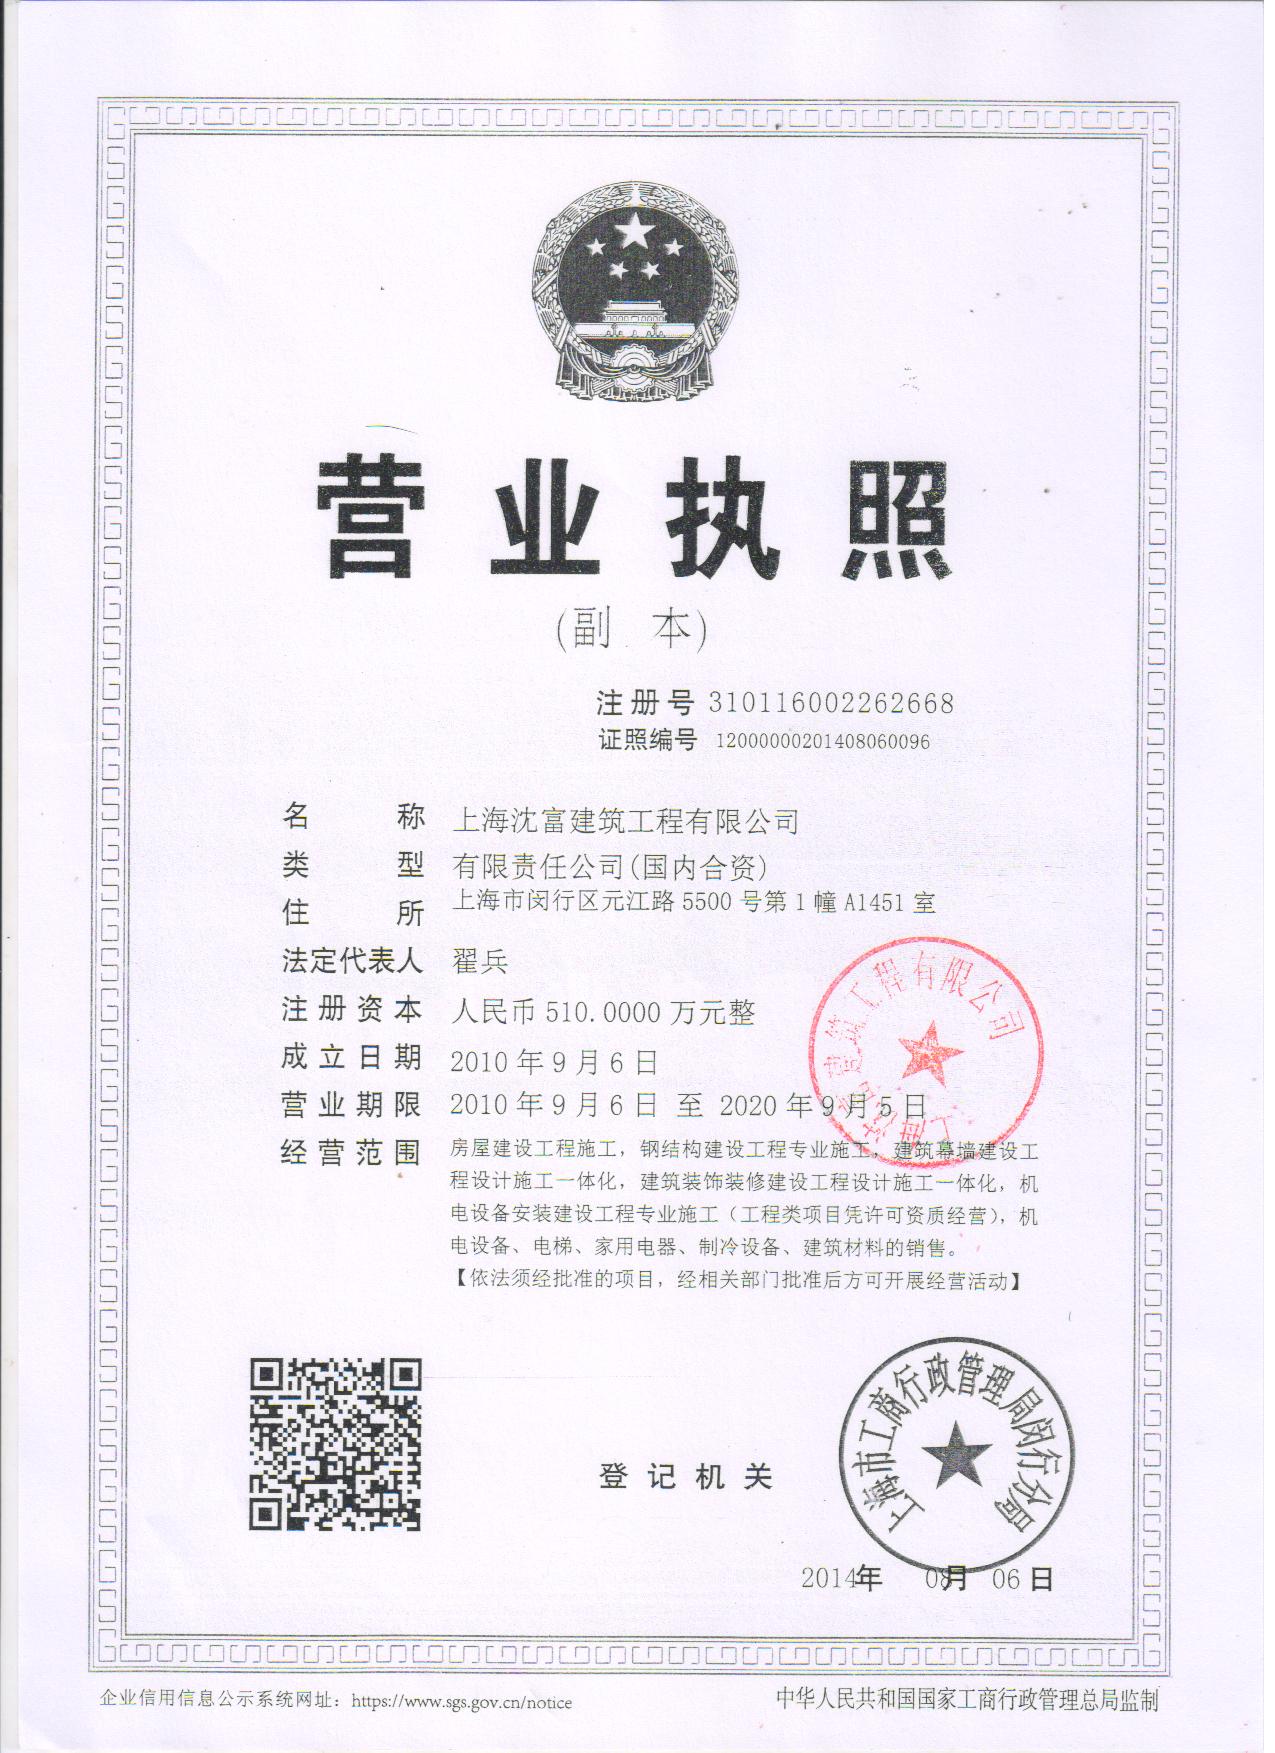 营业执照
(副 本)
注册号 310116002262668
证照编号 12000000201408060096
名称 上海沈富建筑工程有限公司
类型 有限责任公司(国内合资)
住所 上海市闵行区元江路 5500 号第 1 幢 A1451 室
法定代表人 翟兵
注册资本 人民币 510.0000 万元整
成立日期 2010 年 9 月 6 日
营业期限 2010 年 9 月 6 日 至 2020 年 9 月 5 日
经营范围 房屋建设工程施工，钢结构建设工程专业施工，建筑幕墙建设工
程设计施工一体化，建筑装饰装修建设工程设计施工一体化，机
电设备安装建设工程专业施工（工程类项目凭许可资质经营），机
电设备、电梯、家用电器、制冷设备、建筑材料的销售。
【依法须经批准的项目，经相关部门批准后方可开展经营活动】
上海沈富建筑工程有限公司
登记机关
上海市工商行政管理局闵行分局
2014年 08月 06日
企业信用信息公示系统网址：https://www.sgs.gov.cn/notice
中华人民共和国国家工商行政管理总局监制